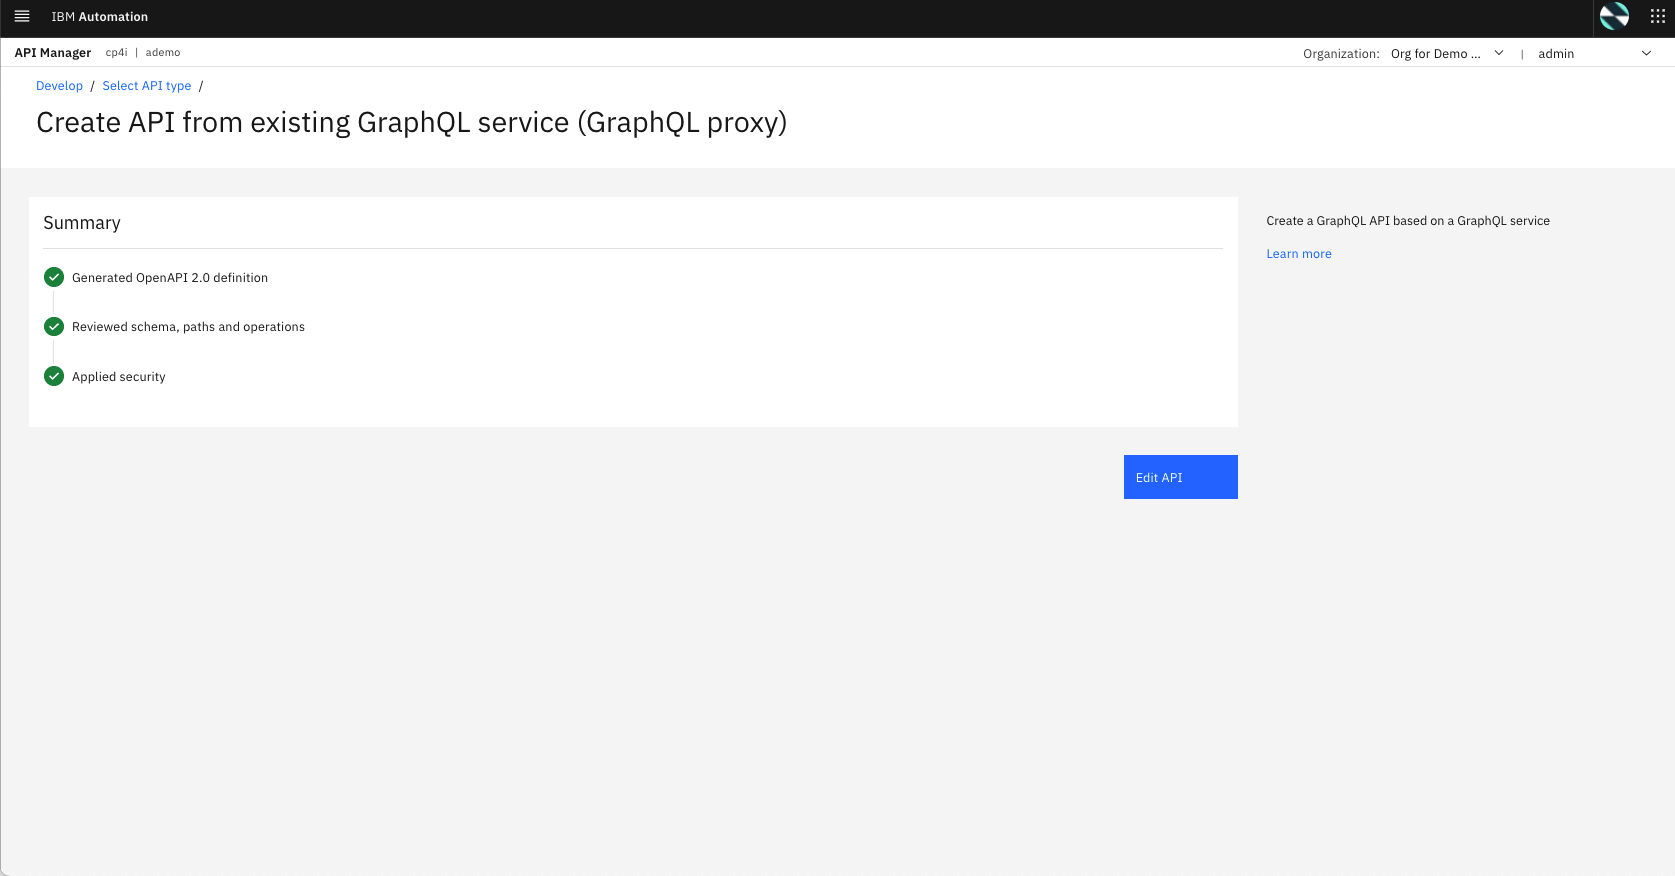 IBM Automation
API Manager cp4i | ademo Organization: Org for Demo ... | admin
Develop / Select API type /
Create API from existing GraphQL service (GraphQL proxy)
Summary
Generated OpenAPI 2.0 definition
Reviewed schema, paths and operations
Applied security
Edit API
Create a GraphQL API based on a GraphQL service
Learn more